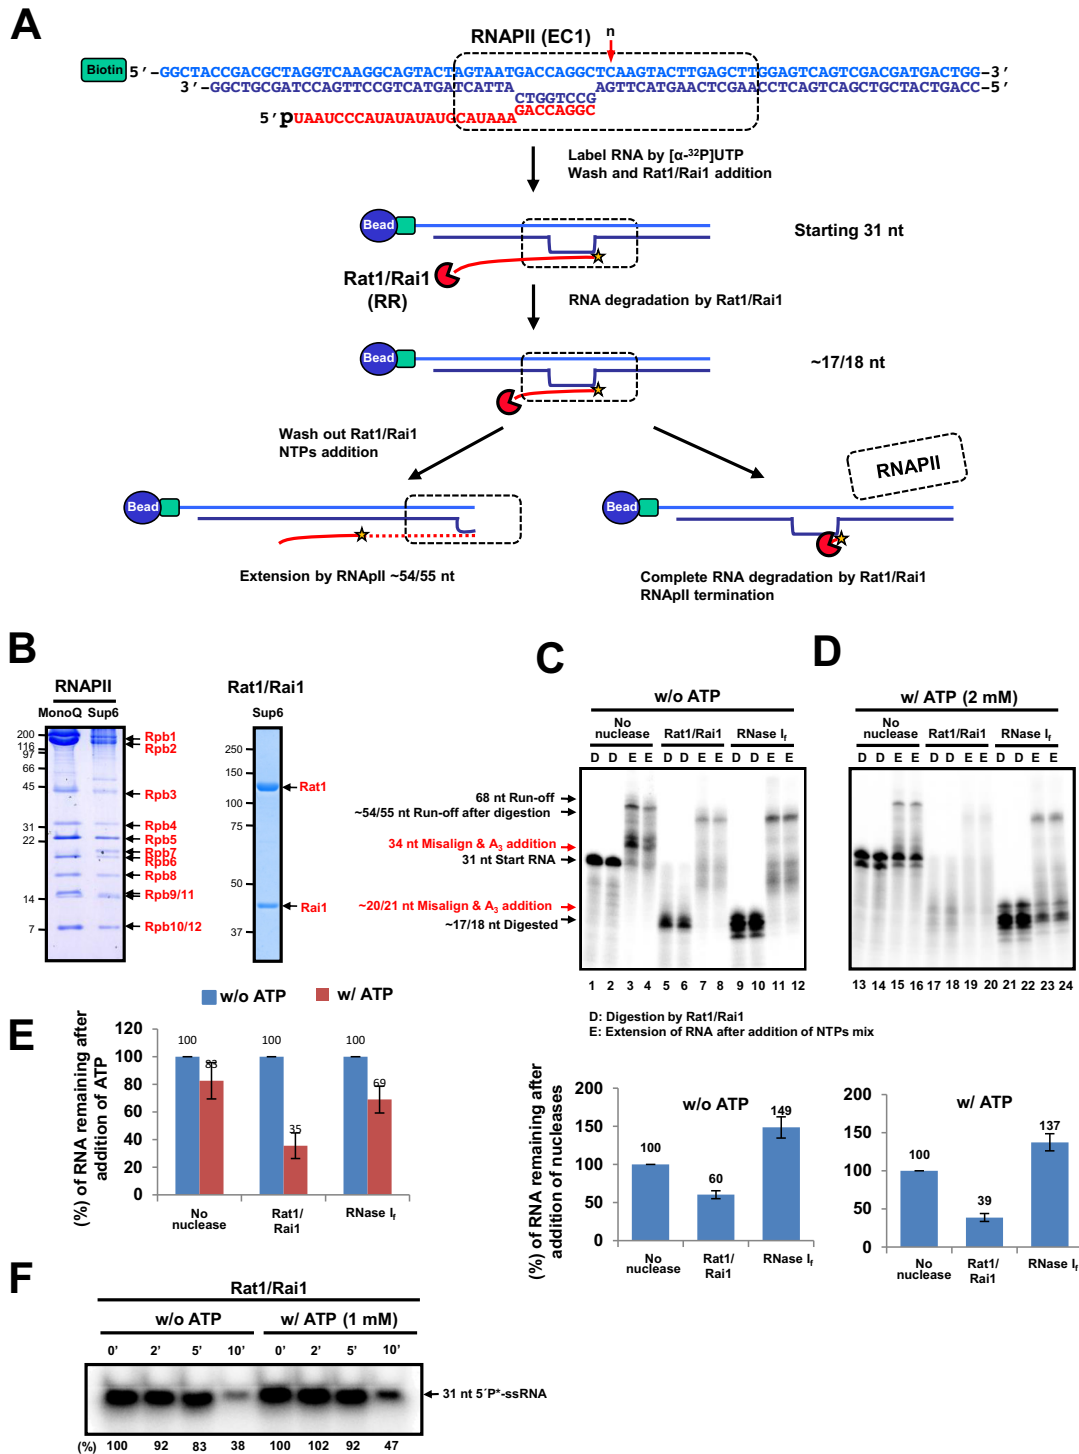 A
RNAPII (EC1)
n
Biotin
5'-GGCTACCGACGCTAGGTCAAGGCAGTACTAGTAATGACCAGGCTCAAGTACTTGAGCTTGGAGTCAGTCGACGATGACTGG-3'
3'-GGCTGCGATCCAGTTCCGTCATGATCATTA
CTGGTCCG
AGTTCATGAACTCGAACCTCAGTCAGCTGCTACTGACC-5'
GACCAGGC
5'pUAAUCCCAUAUAUAUGCAUAAA
Label RNA by [α-³²P]UTP
Wash and Rat1/Rai1 addition
Bead
Starting 31 nt
Rat1/Rai1
(RR)
RNA degradation by Rat1/Rai1
Bead
~17/18 nt
Wash out Rat1/Rai1
NTPs addition
RNAPII
Bead
Bead
Extension by RNApII ~54/55 nt
Complete RNA degradation by Rat1/Rai1
RNApII termination
B
RNAPII
MonoQ Sup6
200
116
97
66
45
31
22
14
7
Rpb1
Rpb2
Rpb3
Rpb4
Rpb5
Rpb7
Rpb6
Rpb8
Rpb9/11
Rpb10/12
Rat1/Rai1
Sup6
250
150
100
75
50
37
Rat1
Rai1
C
w/o ATP
No nuclease
Rat1/Rai1
RNase If
D D E E D D E E D D E E
68 nt Run-off
~54/55 nt Run-off after digestion
34 nt Misalign & A₃ addition
31 nt Start RNA
~20/21 nt Misalign & A₃ addition
~17/18 nt Digested
1 2 3 4 5 6 7 8 9 10 11 12
D
w/ ATP (2 mM)
No nuclease
Rat1/Rai1
RNase If
D D E E D D E E D D E E
13 14 15 16 17 18 19 20 21 22 23 24
D: Digestion by Rat1/Rai1
E: Extension of RNA after addition of NTPs mix
(%) of RNA remaining after
addition of nucleases
200
150
100
50
0
w/o ATP
100
60
149
No nuclease
Rat1/
Rai1
RNase If
200
150
100
50
0
w/ ATP
100
39
137
No nuclease
Rat1/
Rai1
RNase If
E
w/o ATP
w/ ATP
(%) of RNA remaining after
addition of ATP
120
100
80
60
40
20
0
100
83
100
35
100
69
No nuclease
Rat1/
Rai1
RNase If
F
Rat1/Rai1
w/o ATP
w/ ATP (1 mM)
0' 2' 5' 10' 0' 2' 5' 10'
31 nt 5´P*-ssRNA
(%) 100 92 83 38 100 102 92 47